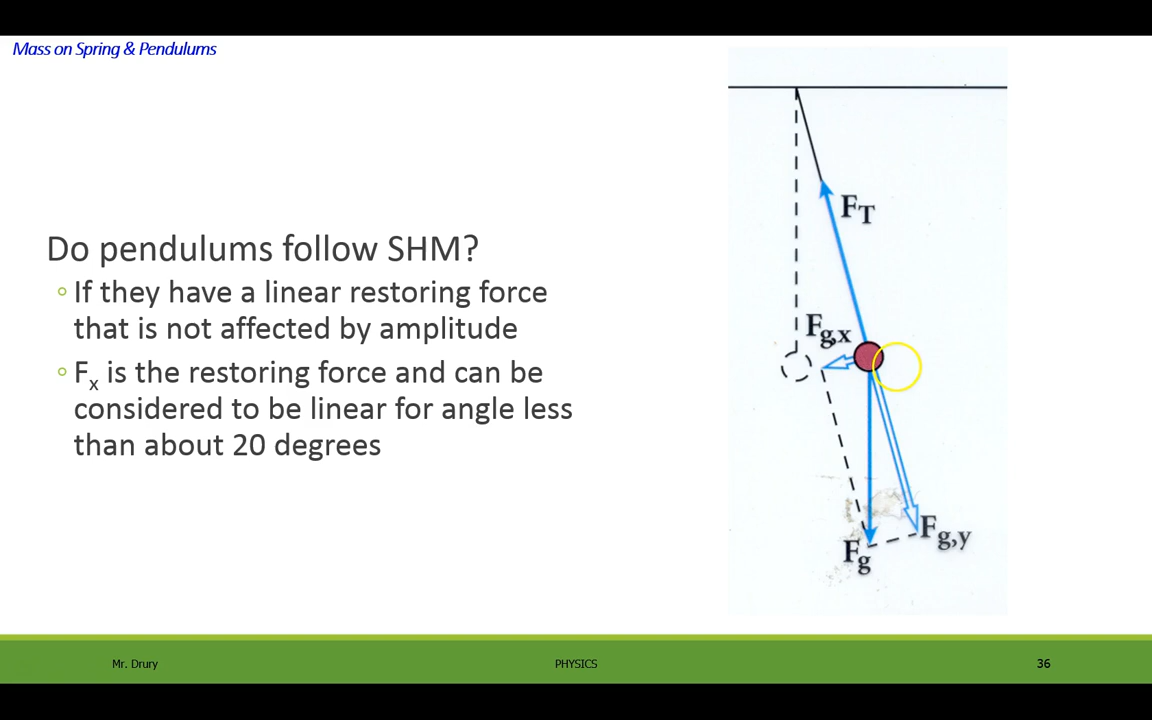 Mass on Spring & Pendulums
Do pendulums follow SHM?
◦ If they have a linear restoring force
that is not affected by amplitude
◦ Fx is the restoring force and can be
considered to be linear for angle less
than about 20 degrees
FT
Fg,x
Fg,y
Fg
Mr. Drury
PHYSICS
36